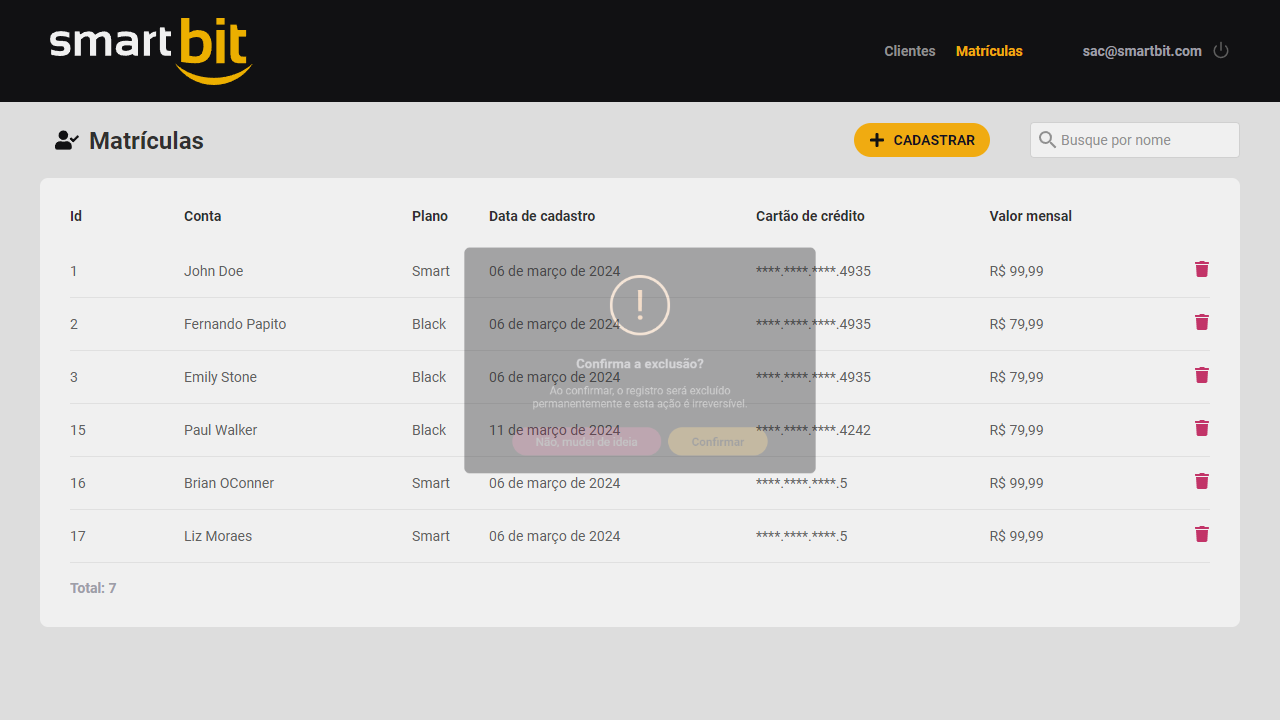 smartbit
Clientes Matrículas sac@smartbit.com
Matrículas
CADASTRAR
Busque por nome
Id Conta Plano Data de cadastro Cartão de crédito Valor mensal
1 John Doe Smart 06 de março de 2024 ****.****.****.4935 R$ 99,99
2 Fernando Papito Black 06 de março de 2024 ****.****.****.4935 R$ 79,99
3 Emily Stone Black 06 de março de 2024 ****.****.****.4935 R$ 79,99
15 Paul Walker Black 11 de março de 2024 ****.****.****.4242 R$ 79,99
16 Brian OConner Smart 06 de março de 2024 ****.****.****.5 R$ 99,99
17 Liz Moraes Smart 06 de março de 2024 ****.****.****.5 R$ 99,99
Total: 7
!
Confirma a exclusão?
Ao confirmar, o registro será excluído
permanentemente e esta ação é irreversível.
Não, mudei de ideia Confirmar